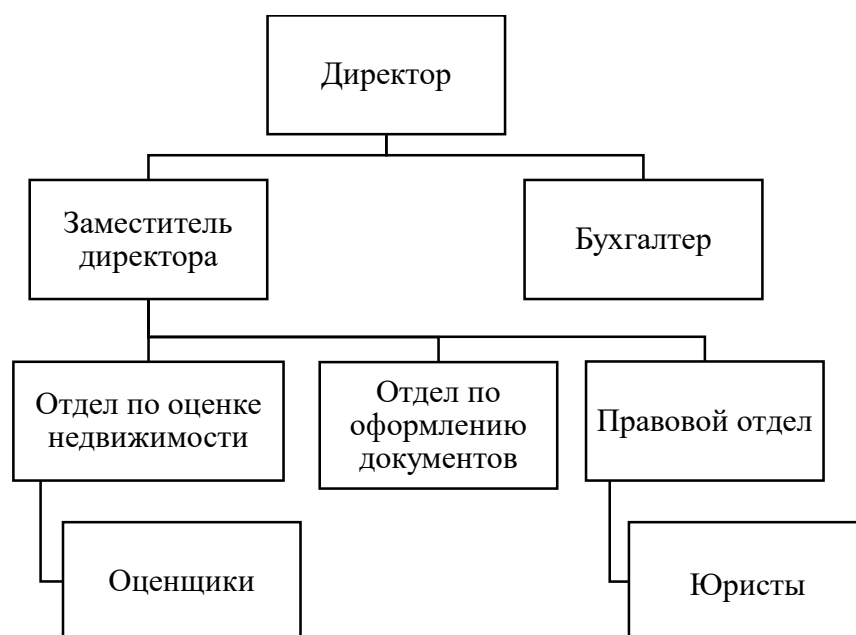 Директор
Заместитель
директора
Бухгалтер
Отдел по оценке
недвижимости
Отдел по
оформлению
документов
Правовой отдел
Оценщики
Юристы